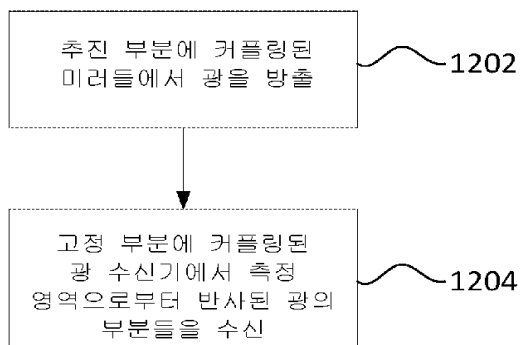 추진 부분에 커플링된
미러들에서 광을 방출
1202
고정 부분에 커플링된
광 수신기에서 측정
영역으로부터 반사된 광의
부분들을 수신
1204